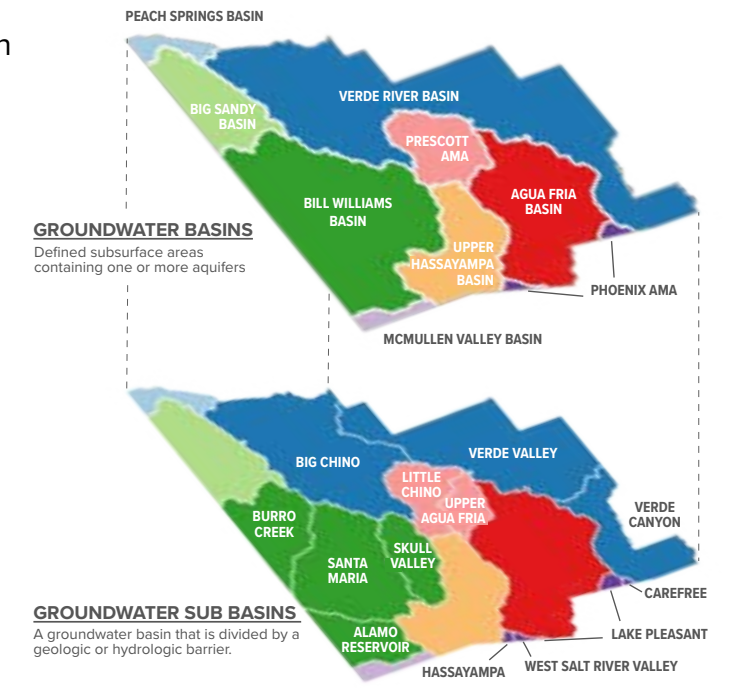 n
PEACH SPRINGS BASIN
VERDE RIVER BASIN
BIG SANDY
BASIN
PRESCOTT
AMA
BILL WILLIAMS
BASIN
AGUA FRIA
BASIN
GROUNDWATER BASINS
Defined subsurface areas
containing one or more aquifers
UPPER
HASSAYAMPA
BASIN
PHOENIX AMA
MCMULLEN VALLEY BASIN
BIG CHINO
VERDE VALLEY
LITTLE
CHINO
UPPER
AGUA FRIA
VERDE
CANYON
BURRO
CREEK
SKULL
VALLEY
SANTA
MARIA
CAREFREE
GROUNDWATER SUB BASINS
A groundwater basin that is divided by a
geologic or hydrologic barrier.
ALAMO
RESERVOIR
LAKE PLEASANT
HASSAYAMPA
WEST SALT RIVER VALLEY